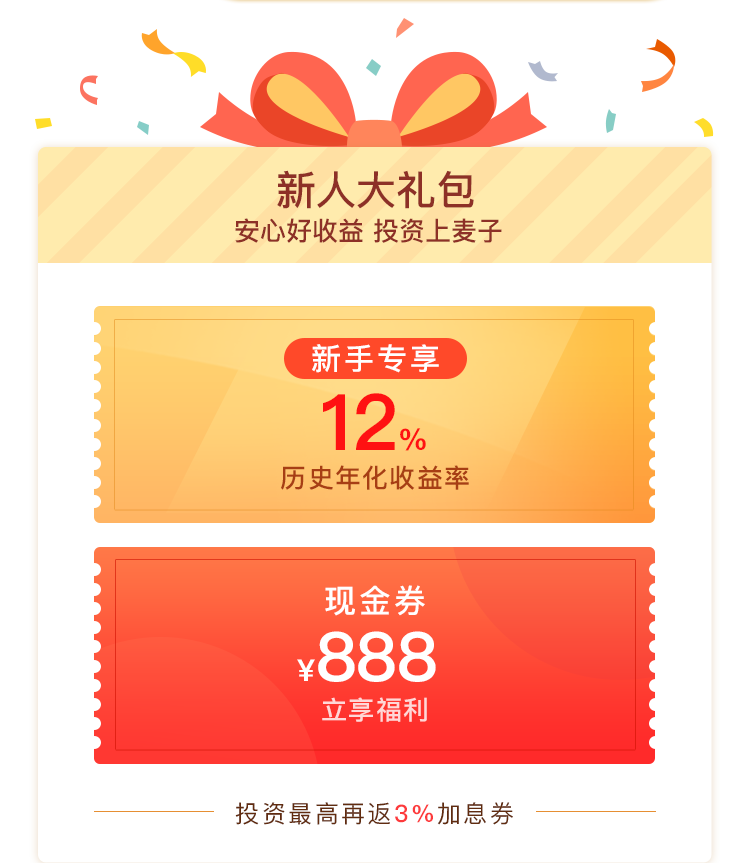 新人大礼包
安心好收益 投资上麦子
新手专享
12%
历史年化收益率
现金券
¥888
立享福利
投资最高再返3%加息券